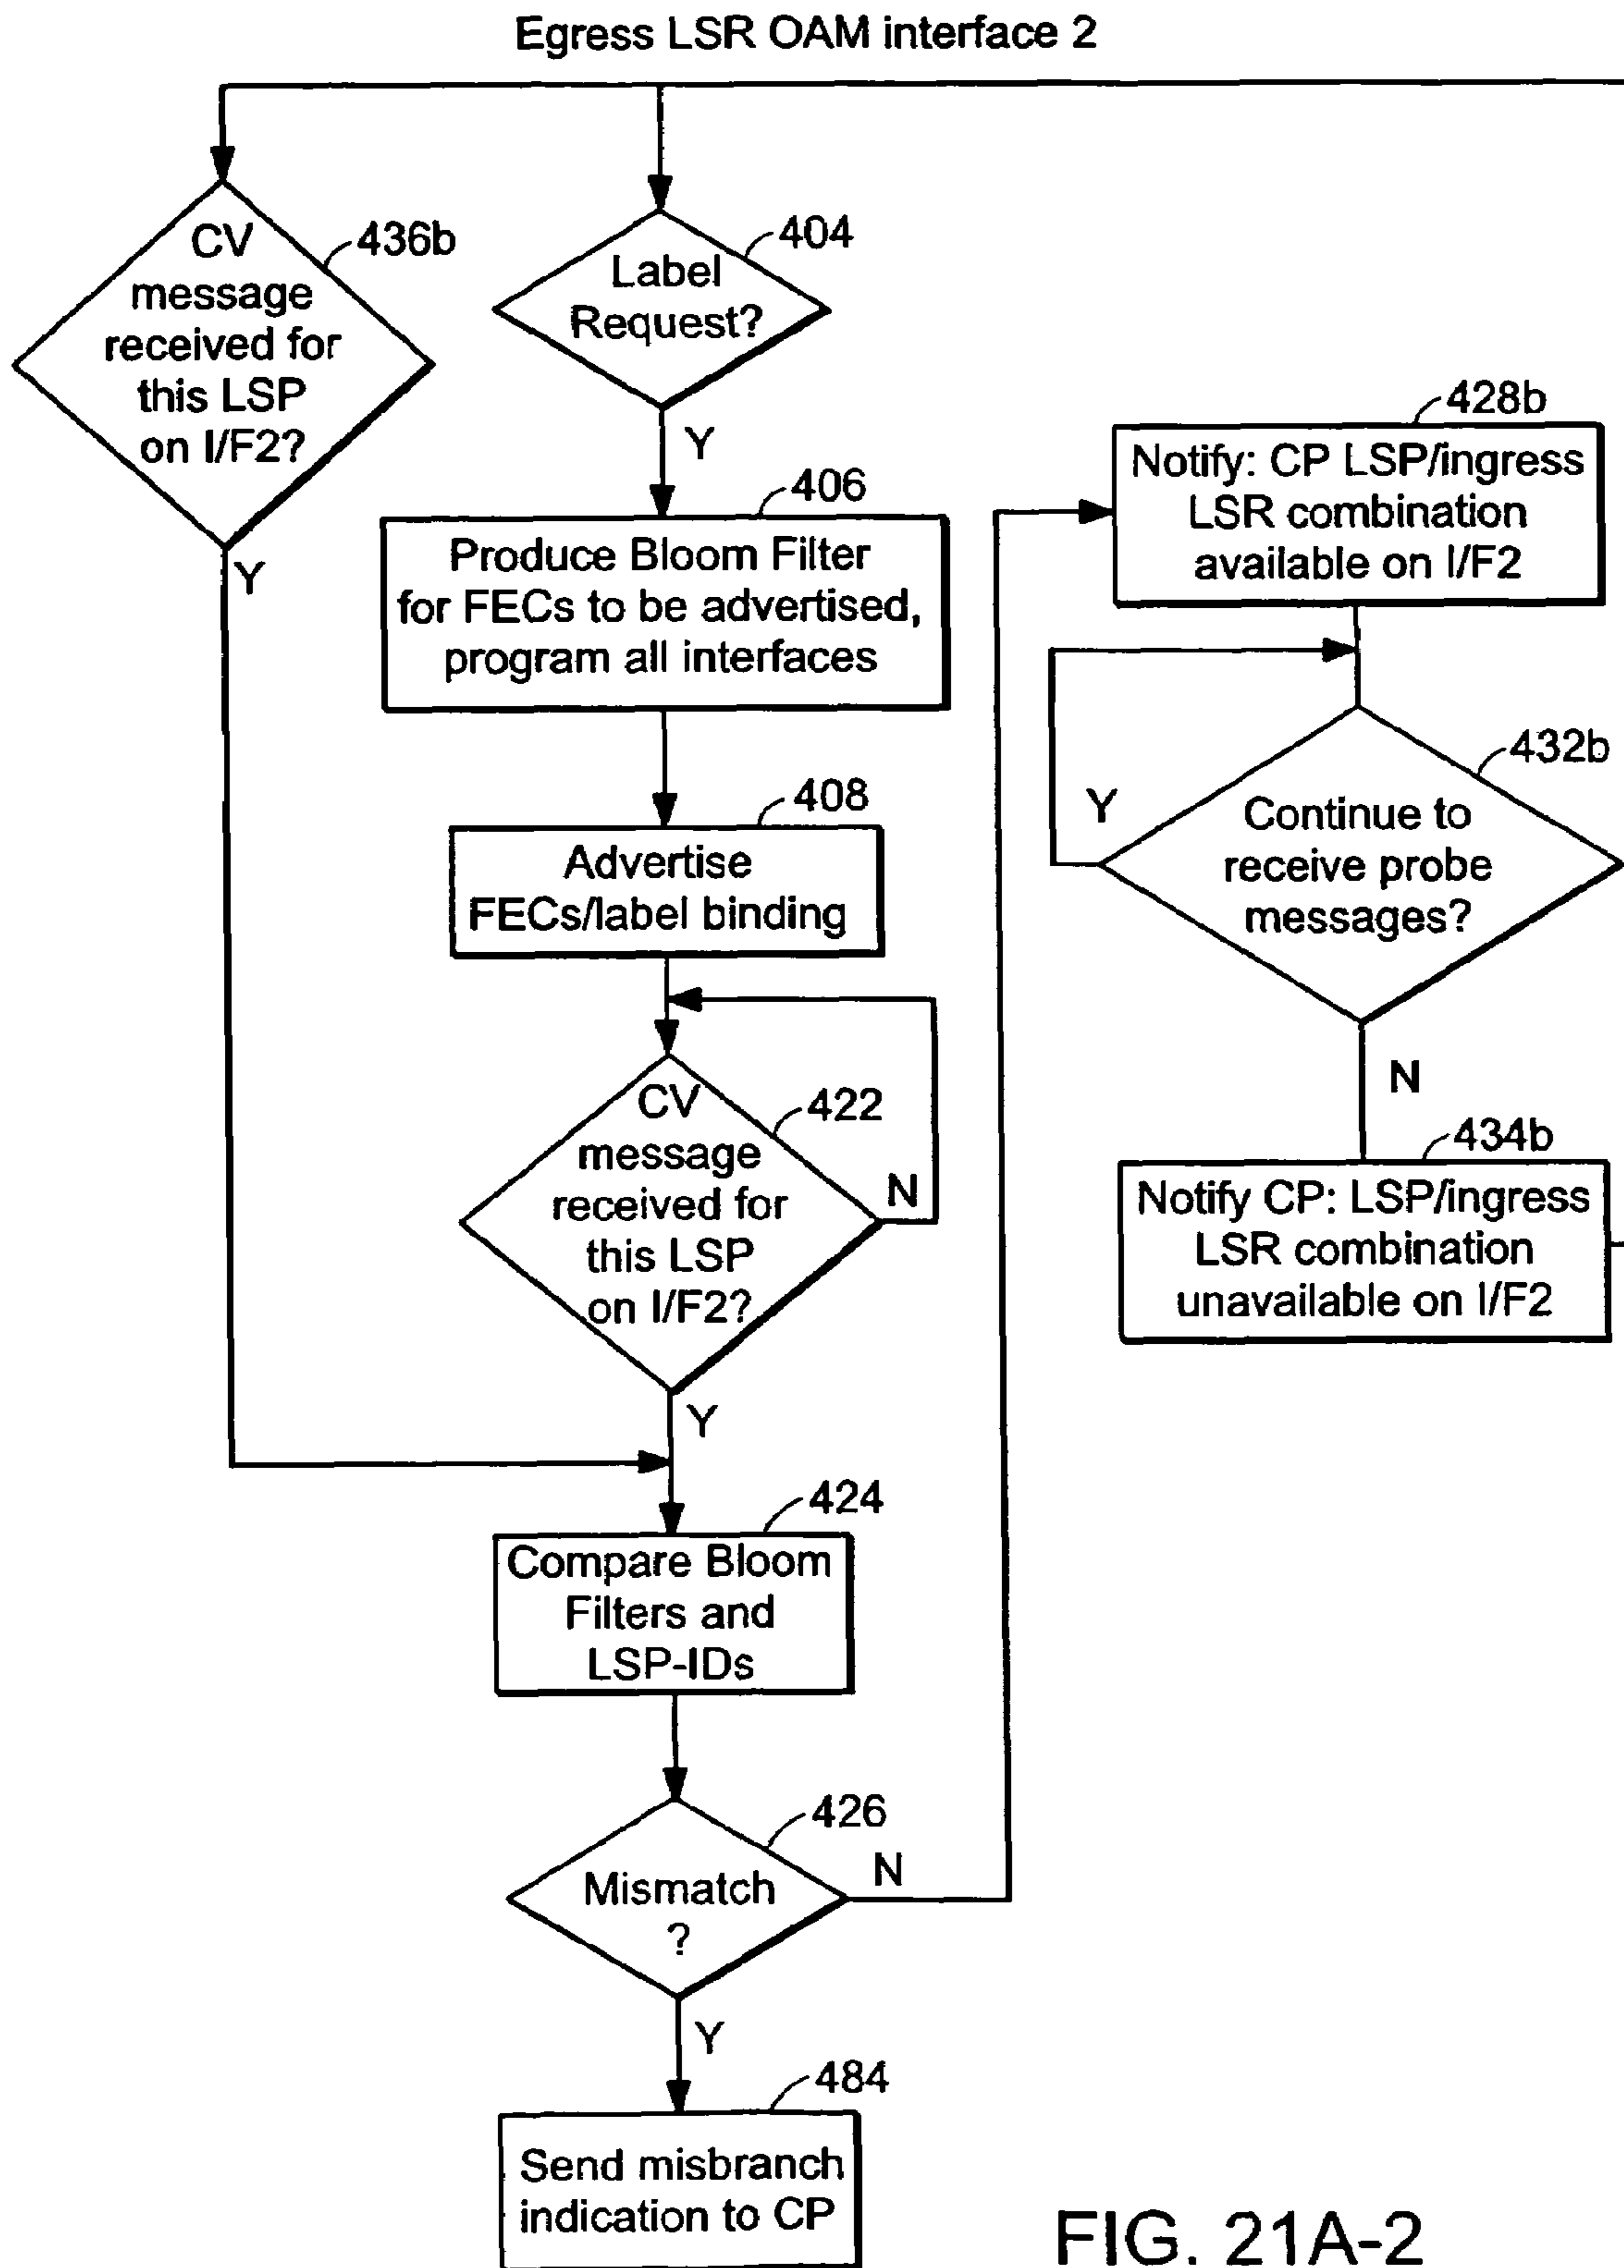 Egress LSR OAM interface 2
CV
message
received for
this LSP
on I/F2?
436b
Y
Label
Request?
404
Y
406
Produce Bloom Filter
for FECs to be advertised,
program all interfaces
408
Advertise
FECs/label binding
CV
message
received for
this LSP
on I/F2?
422
N
Y
424
Compare Bloom
Filters and
LSP-IDs
426
Mismatch
?
N
Y
484
Send misbranch
indication to CP
428b
Notify: CP LSP/ingress
LSR combination
available on I/F2
432b
Y
Continue to
receive probe
messages?
N
434b
Notify CP: LSP/ingress
LSR combination
unavailable on I/F2
FIG. 21A-2